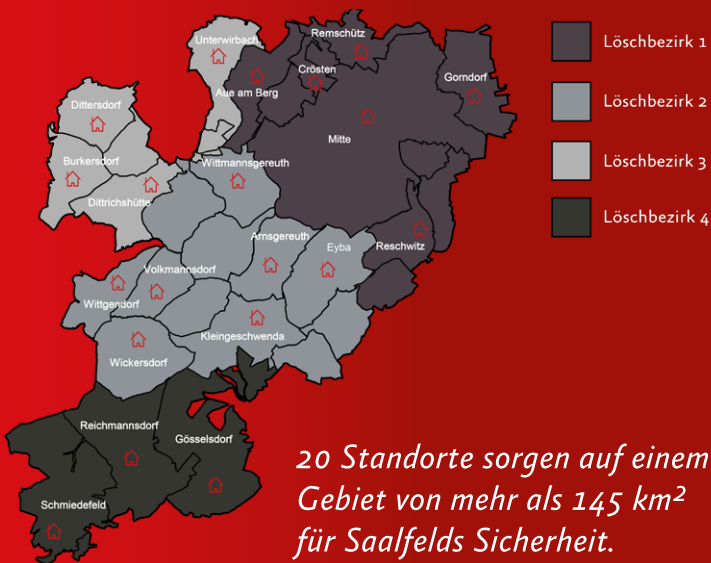 Unterwirbach
Remschütz
Crösten
Gorndorf
Aue am Berg
Mitte
Dittersdorf
Burkersdorf
Dittrichshütte
Wittmannsgereuth
Arnsgereuth
Eyba
Reschwitz
Volkmannsdorf
Wittgendorf
Kleingeschwenda
Wickersdorf
Reichmannsdorf
Gösselsdorf
Schmiedefeld
Löschbezirk 1
Löschbezirk 2
Löschbezirk 3
Löschbezirk 4
20 Standorte sorgen auf einem
Gebiet von mehr als 145 km²
für Saalfelds Sicherheit.